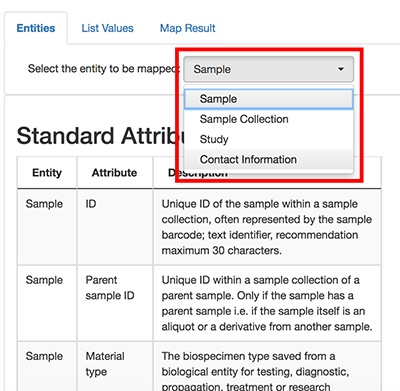 Entities List Values Map Result
Select the entity to be mapped: Sample
Sample
Sample Collection
Study
Contact Information
Standard Attribu
Entity Attribute Description
Sample ID Unique ID of the sample within a sample
collection, often represented by the sample
barcode; text identifier, recommendation
maximum 30 characters.
Sample Parent Unique ID within a sample collection of a
sample ID parent sample. Only if the sample has a
parent sample i.e. if the sample itself is an
aliquot or a derivative from another sample.
Sample Material The biospecimen type saved from a
type biological entity for testing, diagnostic,
propagation, treatment or research